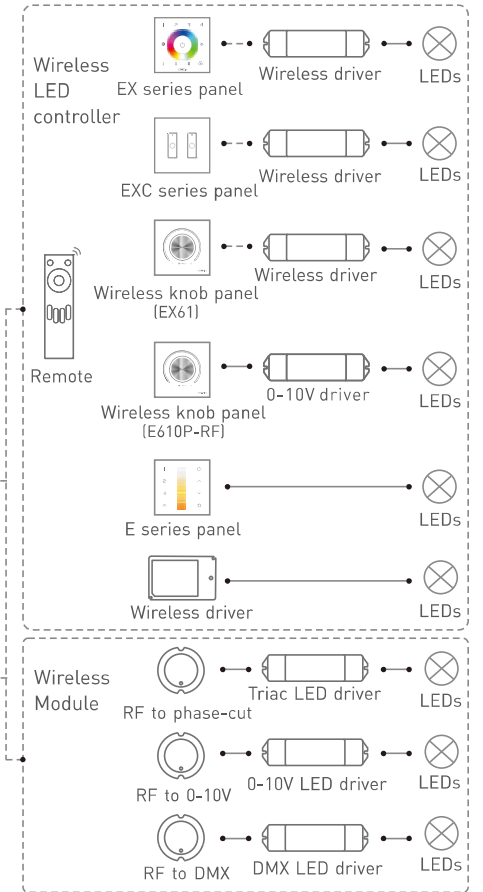 Wireless
LED
controller
EX series panel
Wireless driver
LEDs
EXC series panel
Wireless driver
LEDs
Wireless knob panel
(EX61)
Wireless driver
LEDs
Remote
Wireless knob panel
(E610P-RF)
0-10V driver
LEDs
E series panel
LEDs
Wireless driver
LEDs
Wireless
Module
RF to phase-cut
Triac LED driver
LEDs
RF to 0-10V
0-10V LED driver
LEDs
RF to DMX
DMX LED driver
LEDs